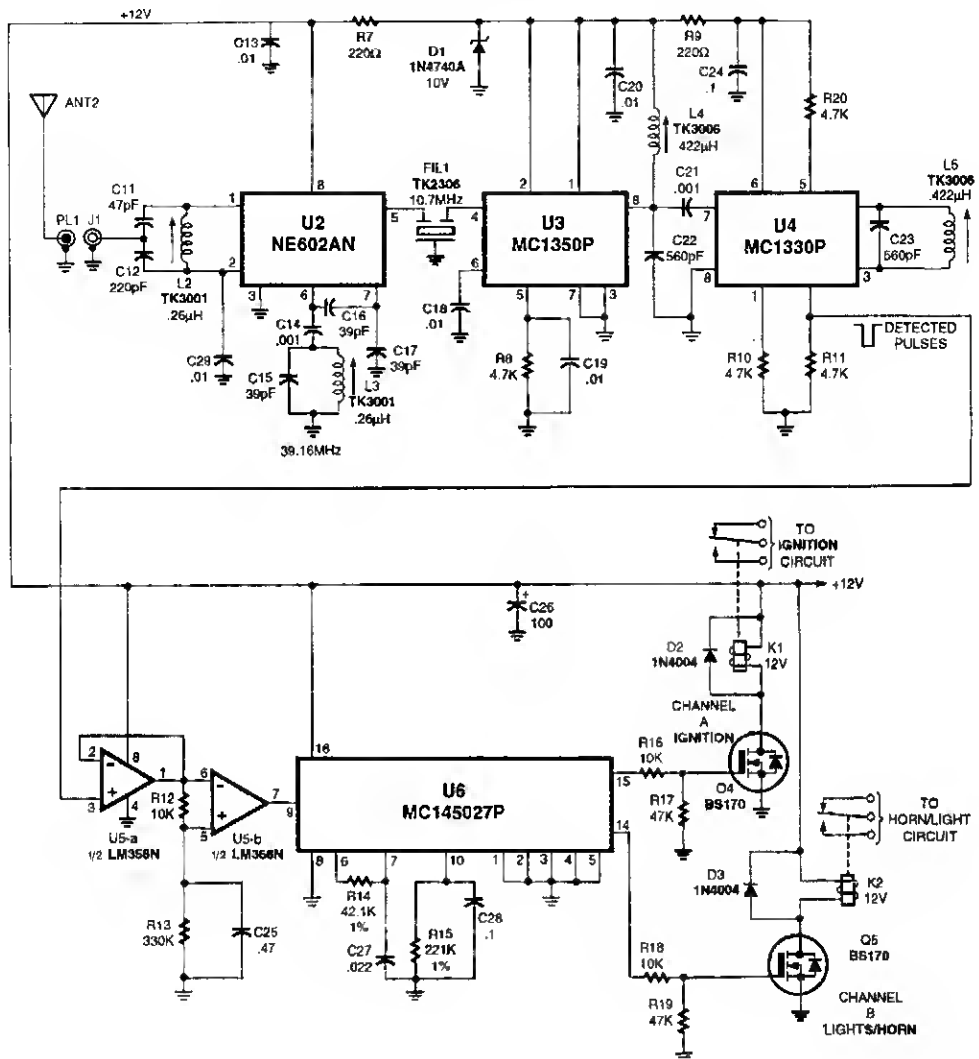 +12V
C13
.01
R7
220Ω
D1
1N4740A
10V
C20
.01
R9
220Ω
C24
.1
R20
4.7K
ANT2
L4
TK3006
.422µH
L5
TK3006
.422µH
C11
47pF
PL1
J1
C12
220pF
L2
TK3001
.26µH
1
8
U2
NE602AN
5
2
3
6
7
FIL1
TK2306
10.7MHz
2
1
4
U3
MC1350P
8
6
5
7
3
C21
.001
6
5
7
U4
MC1330P
2
8
3
1
4
C22
560pF
C23
560pF
C29
.01
C14
.001
C16
39pF
C17
39pF
C15
39pF
L3
TK3001
.26µH
39.16MHz
C18
.01
R8
4.7K
C19
.01
R10
4.7K
R11
4.7K
DETECTED
PULSES
TO
IGNITION
CIRCUIT
+12V
C26
100
+
D2
1N4004
K1
12V
CHANNEL
A
IGNITION
Q4
BS170
TO
HORN/LIGHT
CIRCUIT
2
3
8
1
4
U5-a
1/2 LM358N
R12
10K
6
5
7
U5-b
1/2 LM358N
16
9
U6
MC145027P
15
14
8
6
7
10
1
2
3
4
5
R16
10K
R17
47K
D3
1N4004
K2
12V
R13
330K
C25
.47
R14
42.1K
1%
C27
.022
R15
221K
1%
C28
.1
R18
10K
R19
47K
Q5
BS170
CHANNEL
B
LIGHTS/HORN